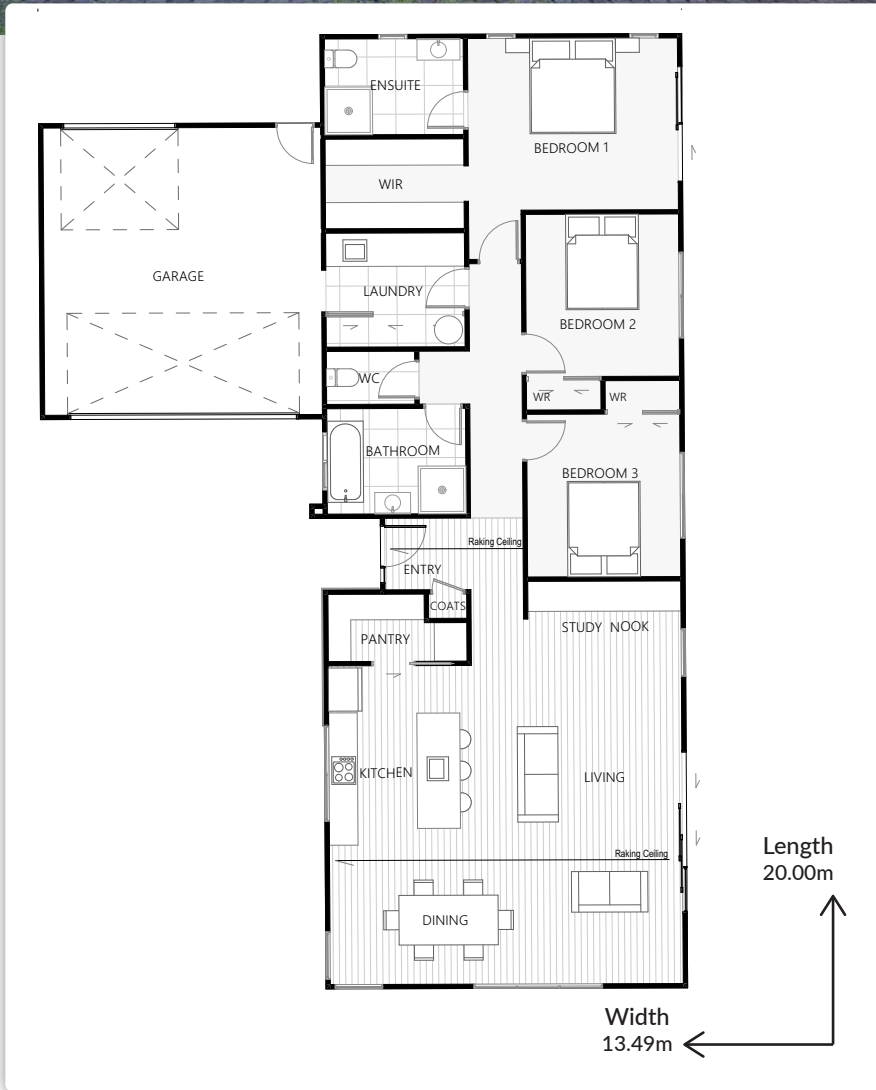 ENSUITE
BEDROOM 1
WIR
GARAGE
LAUNDRY
BEDROOM 2
WC
WR
WR
BATHROOM
BEDROOM 3
Raking Ceiling
ENTRY
COATS
STUDY NOOK
PANTRY
KITCHEN
LIVING
Raking Ceiling
DINING
Length
20.00m
Width
13.49m